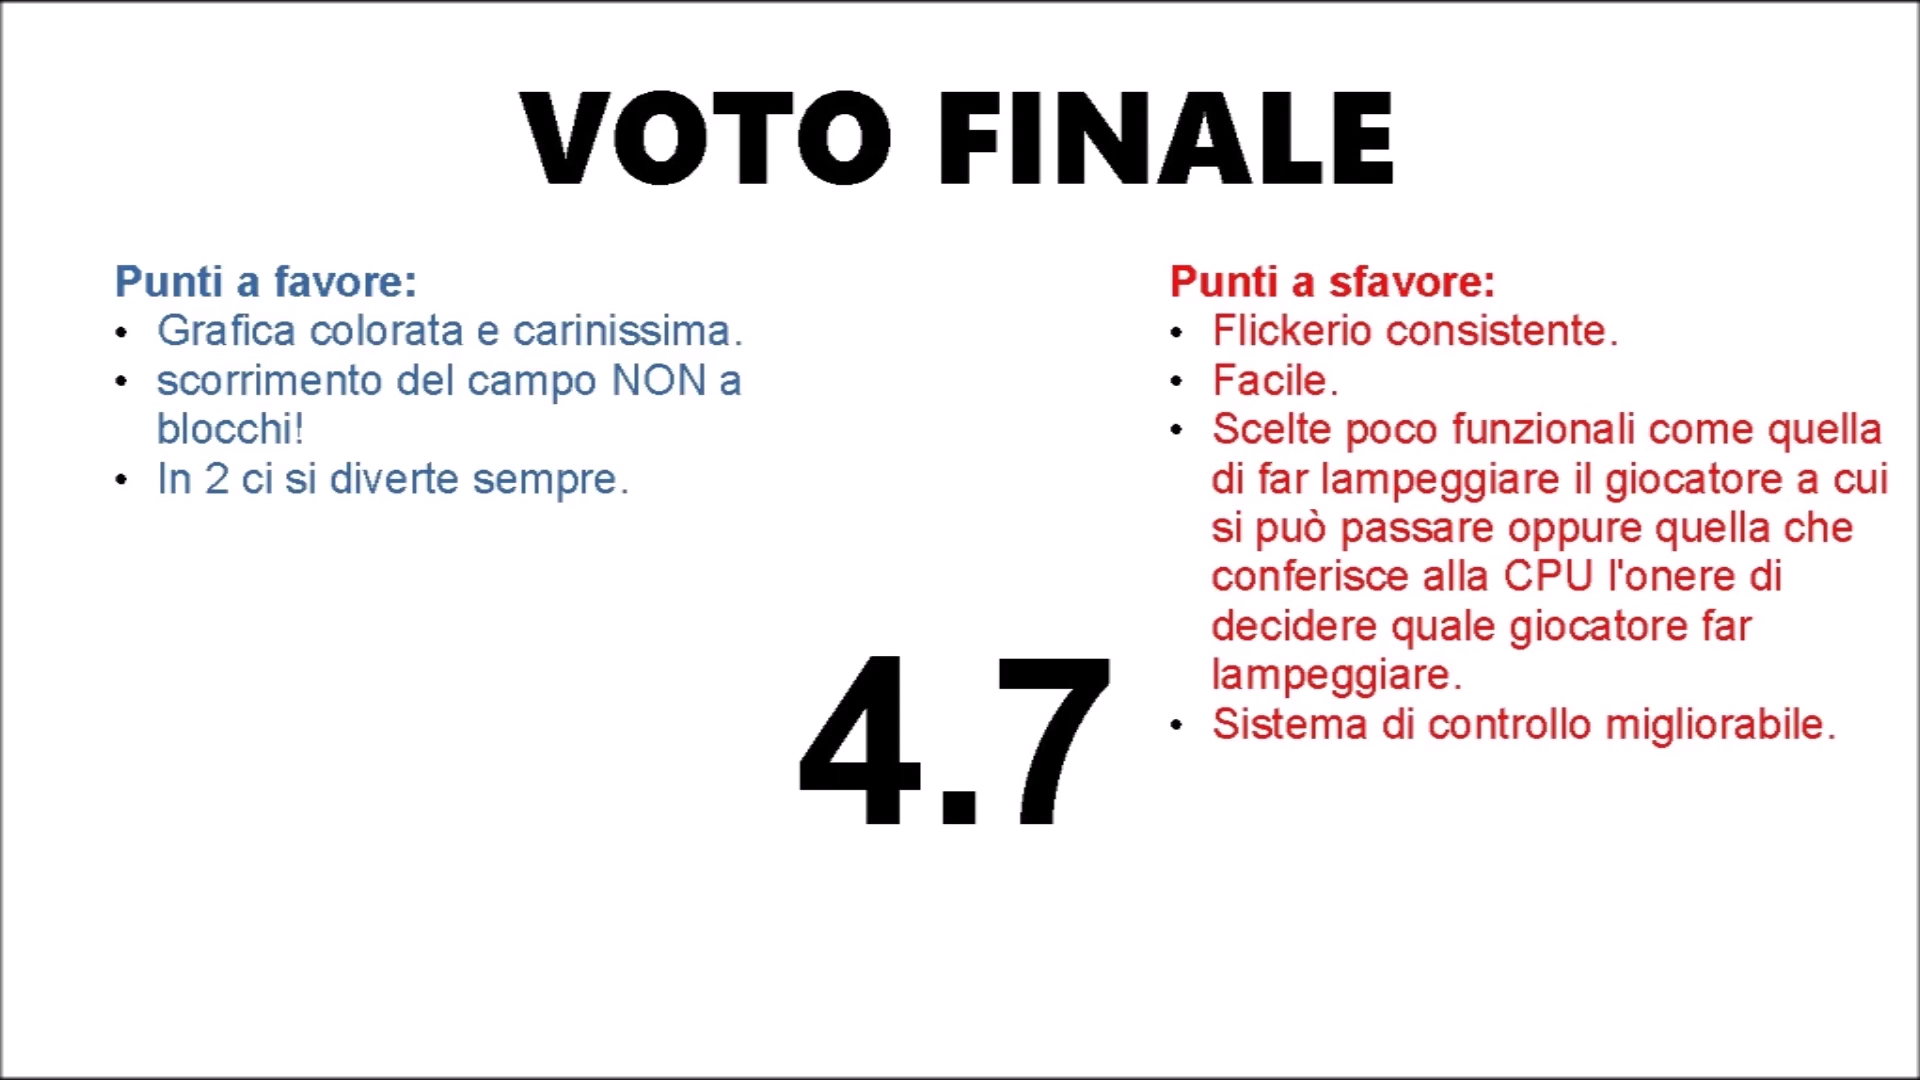 VOTO FINALE
Punti a favore:
• Grafica colorata e carinissima.
• scorrimento del campo NON a
blocchi!
• In 2 ci si diverte sempre.
Punti a sfavore:
• Flickerio consistente.
• Facile.
• Scelte poco funzionali come quella
di far lampeggiare il giocatore a cui
si può passare oppure quella che
conferisce alla CPU l'onere di
decidere quale giocatore far
lampeggiare.
• Sistema di controllo migliorabile.
4.7